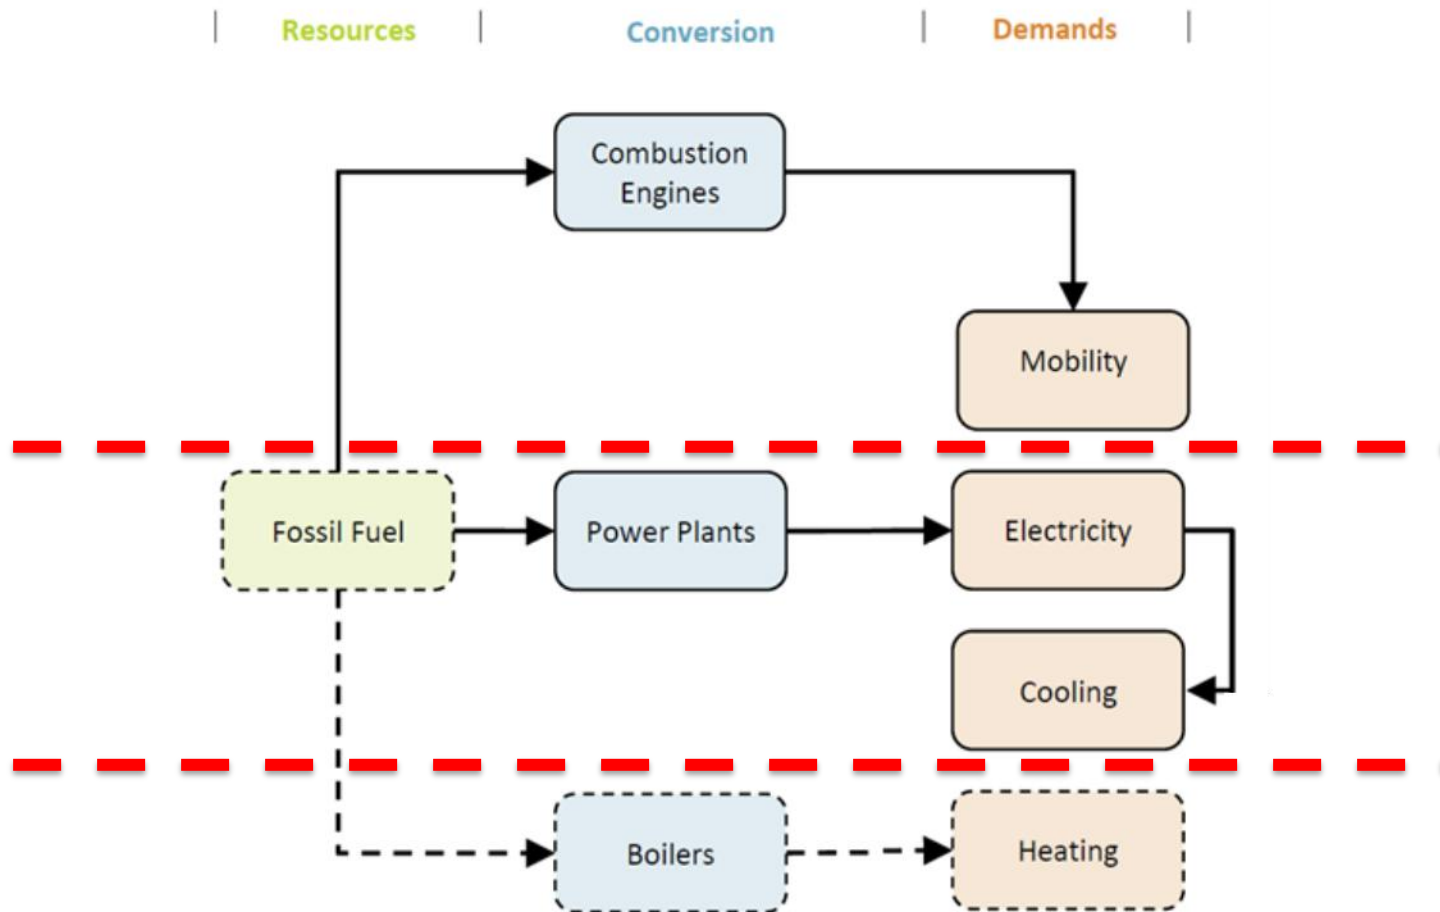 Resources
Conversion
Demands
Combustion
Engines
Mobility
Fossil Fuel
Power Plants
Electricity
Cooling
Boilers
Heating